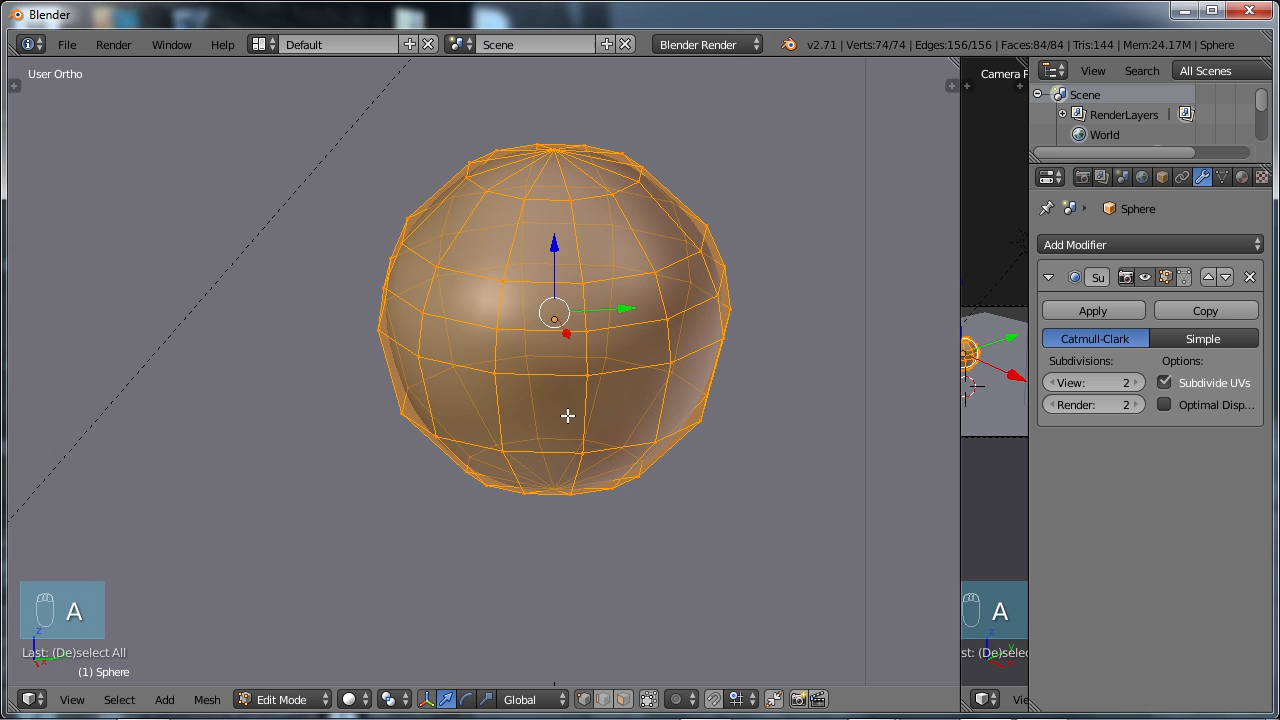 Blender
File Render Window Help Default Scene Blender Render v2.71 | Verts:74/74 | Edges:156/156 | Faces:84/84 | Tris:144 | Mem:24.17M | Sphere
User Ortho
Camera P
View Search All Scenes
Scene
RenderLayers |
World
Sphere
Add Modifier
Su
Apply Copy
Catmull-Clark Simple
Subdivisions: Options:
View: 2 Subdivide UVs
Render: 2 Optimal Disp...
A
A
z
x
z
y
x
Last: (De)select All
st: (De)selec
(1) Sphere
View Select Add Mesh Edit Mode Global Vie